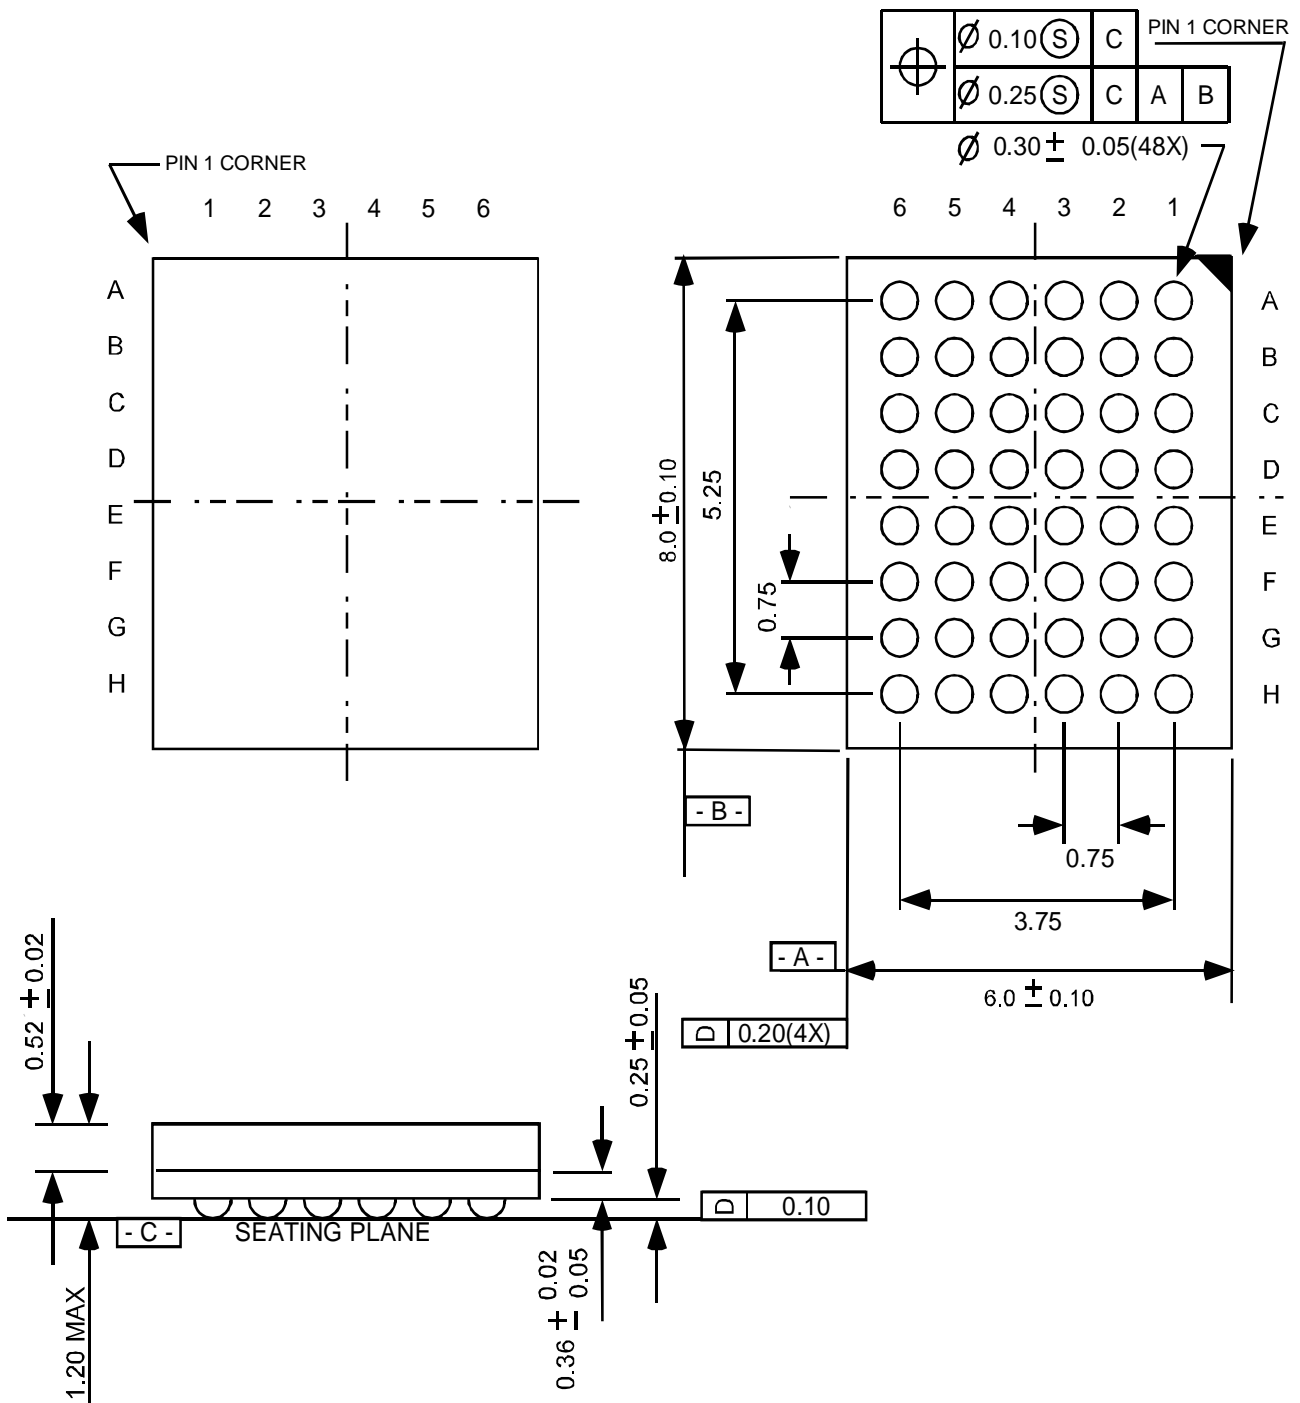 Ø 0.10 Ⓢ C
Ø 0.25 Ⓢ C A B
PIN 1 CORNER
Ø 0.30 ± 0.05(48X)
PIN 1 CORNER
1 2 3 4 5 6
6 5 4 3 2 1
A
B
C
D
E
F
G
H
8.0 ± 0.10
5.25
0.75
A
B
C
D
E
F
G
H
- B -
0.75
3.75
- A -
6.0 ± 0.10
D 0.20(4X)
0.52 ± 0.02
0.25 ± 0.05
D 0.10
- C -
SEATING PLANE
1.20 MAX
0.36 ± 0.02
0.05